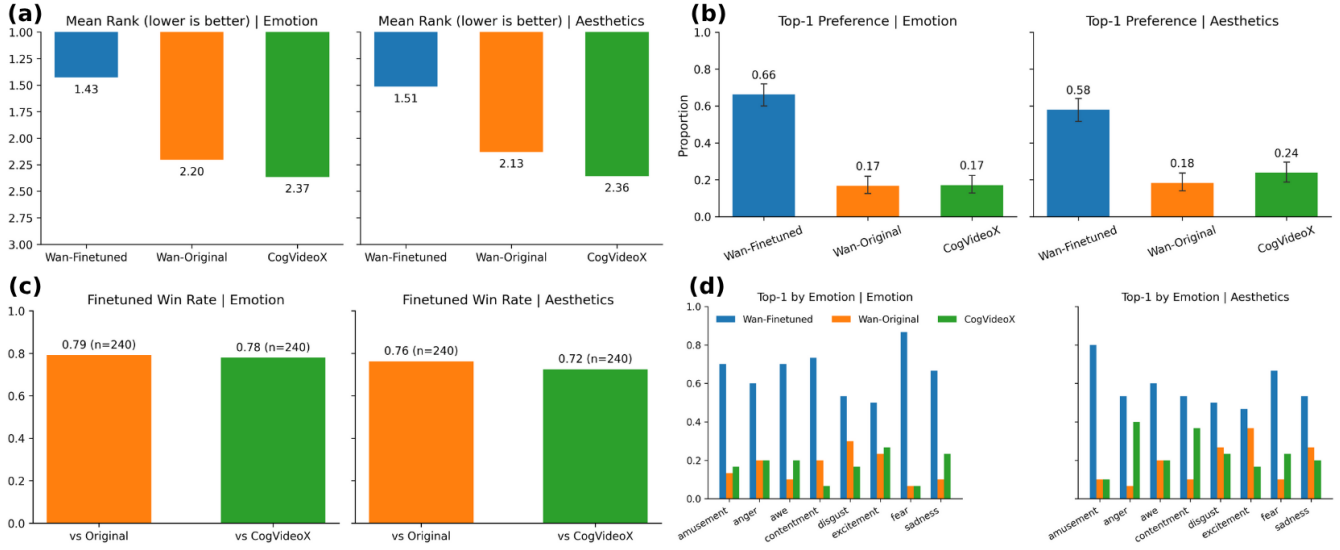 (a)
Mean Rank (lower is better) | Emotion
1.00
1.25
1.50
1.75
2.00
2.25
2.50
2.75
3.00
1.43
2.20
2.37
Wan-Finetuned Wan-Original CogVideoX
Mean Rank (lower is better) | Aesthetics
1.51
2.13
2.36
Wan-Finetuned Wan-Original CogVideoX
(b)
Top-1 Preference | Emotion
Proportion
1.0
0.8
0.6
0.4
0.2
0.0
0.66
0.17
0.17
Wan-Finetuned Wan-Original CogVideoX
Top-1 Preference | Aesthetics
0.58
0.18
0.24
Wan-Finetuned Wan-Original CogVideoX
(c)
Finetuned Win Rate | Emotion
1.0
0.8
0.6
0.4
0.2
0.0
0.79 (n=240)
0.78 (n=240)
vs Original vs CogVideoX
Finetuned Win Rate | Aesthetics
0.76 (n=240)
0.72 (n=240)
vs Original vs CogVideoX
(d)
Top-1 by Emotion | Emotion
Wan-Finetuned Wan-Original CogVideoX
1.0
0.8
0.6
0.4
0.2
0.0
amusement anger awe contentment disgust excitement fear sadness
Top-1 by Emotion | Aesthetics
amusement anger awe contentment disgust excitement fear sadness